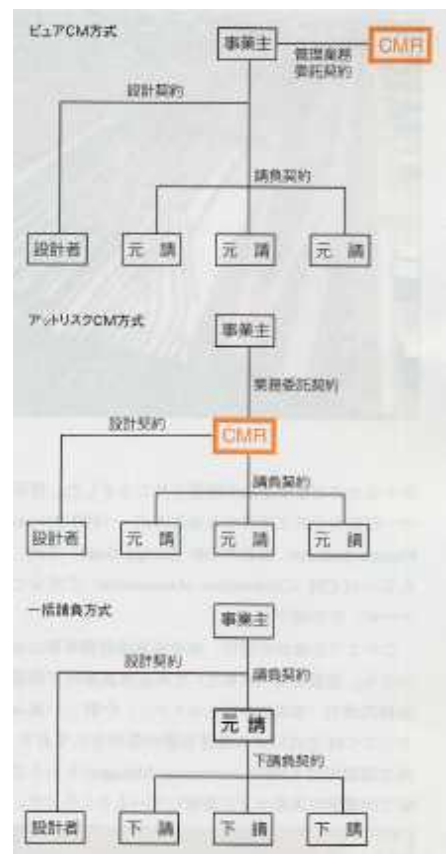 ピュアCM方式
事業主
CMR
管理業務
委託契約
設計契約
請負契約
設計者
元 請
元 請
元 請
アットリスクCM方式
事業主
業務委託契約
設計契約
CMR
請負契約
設計者
元 請
元 請
元 請
一括請負方式
事業主
設計契約
請負契約
元 請
下請負契約
設計者
下 請
下 請
下 請